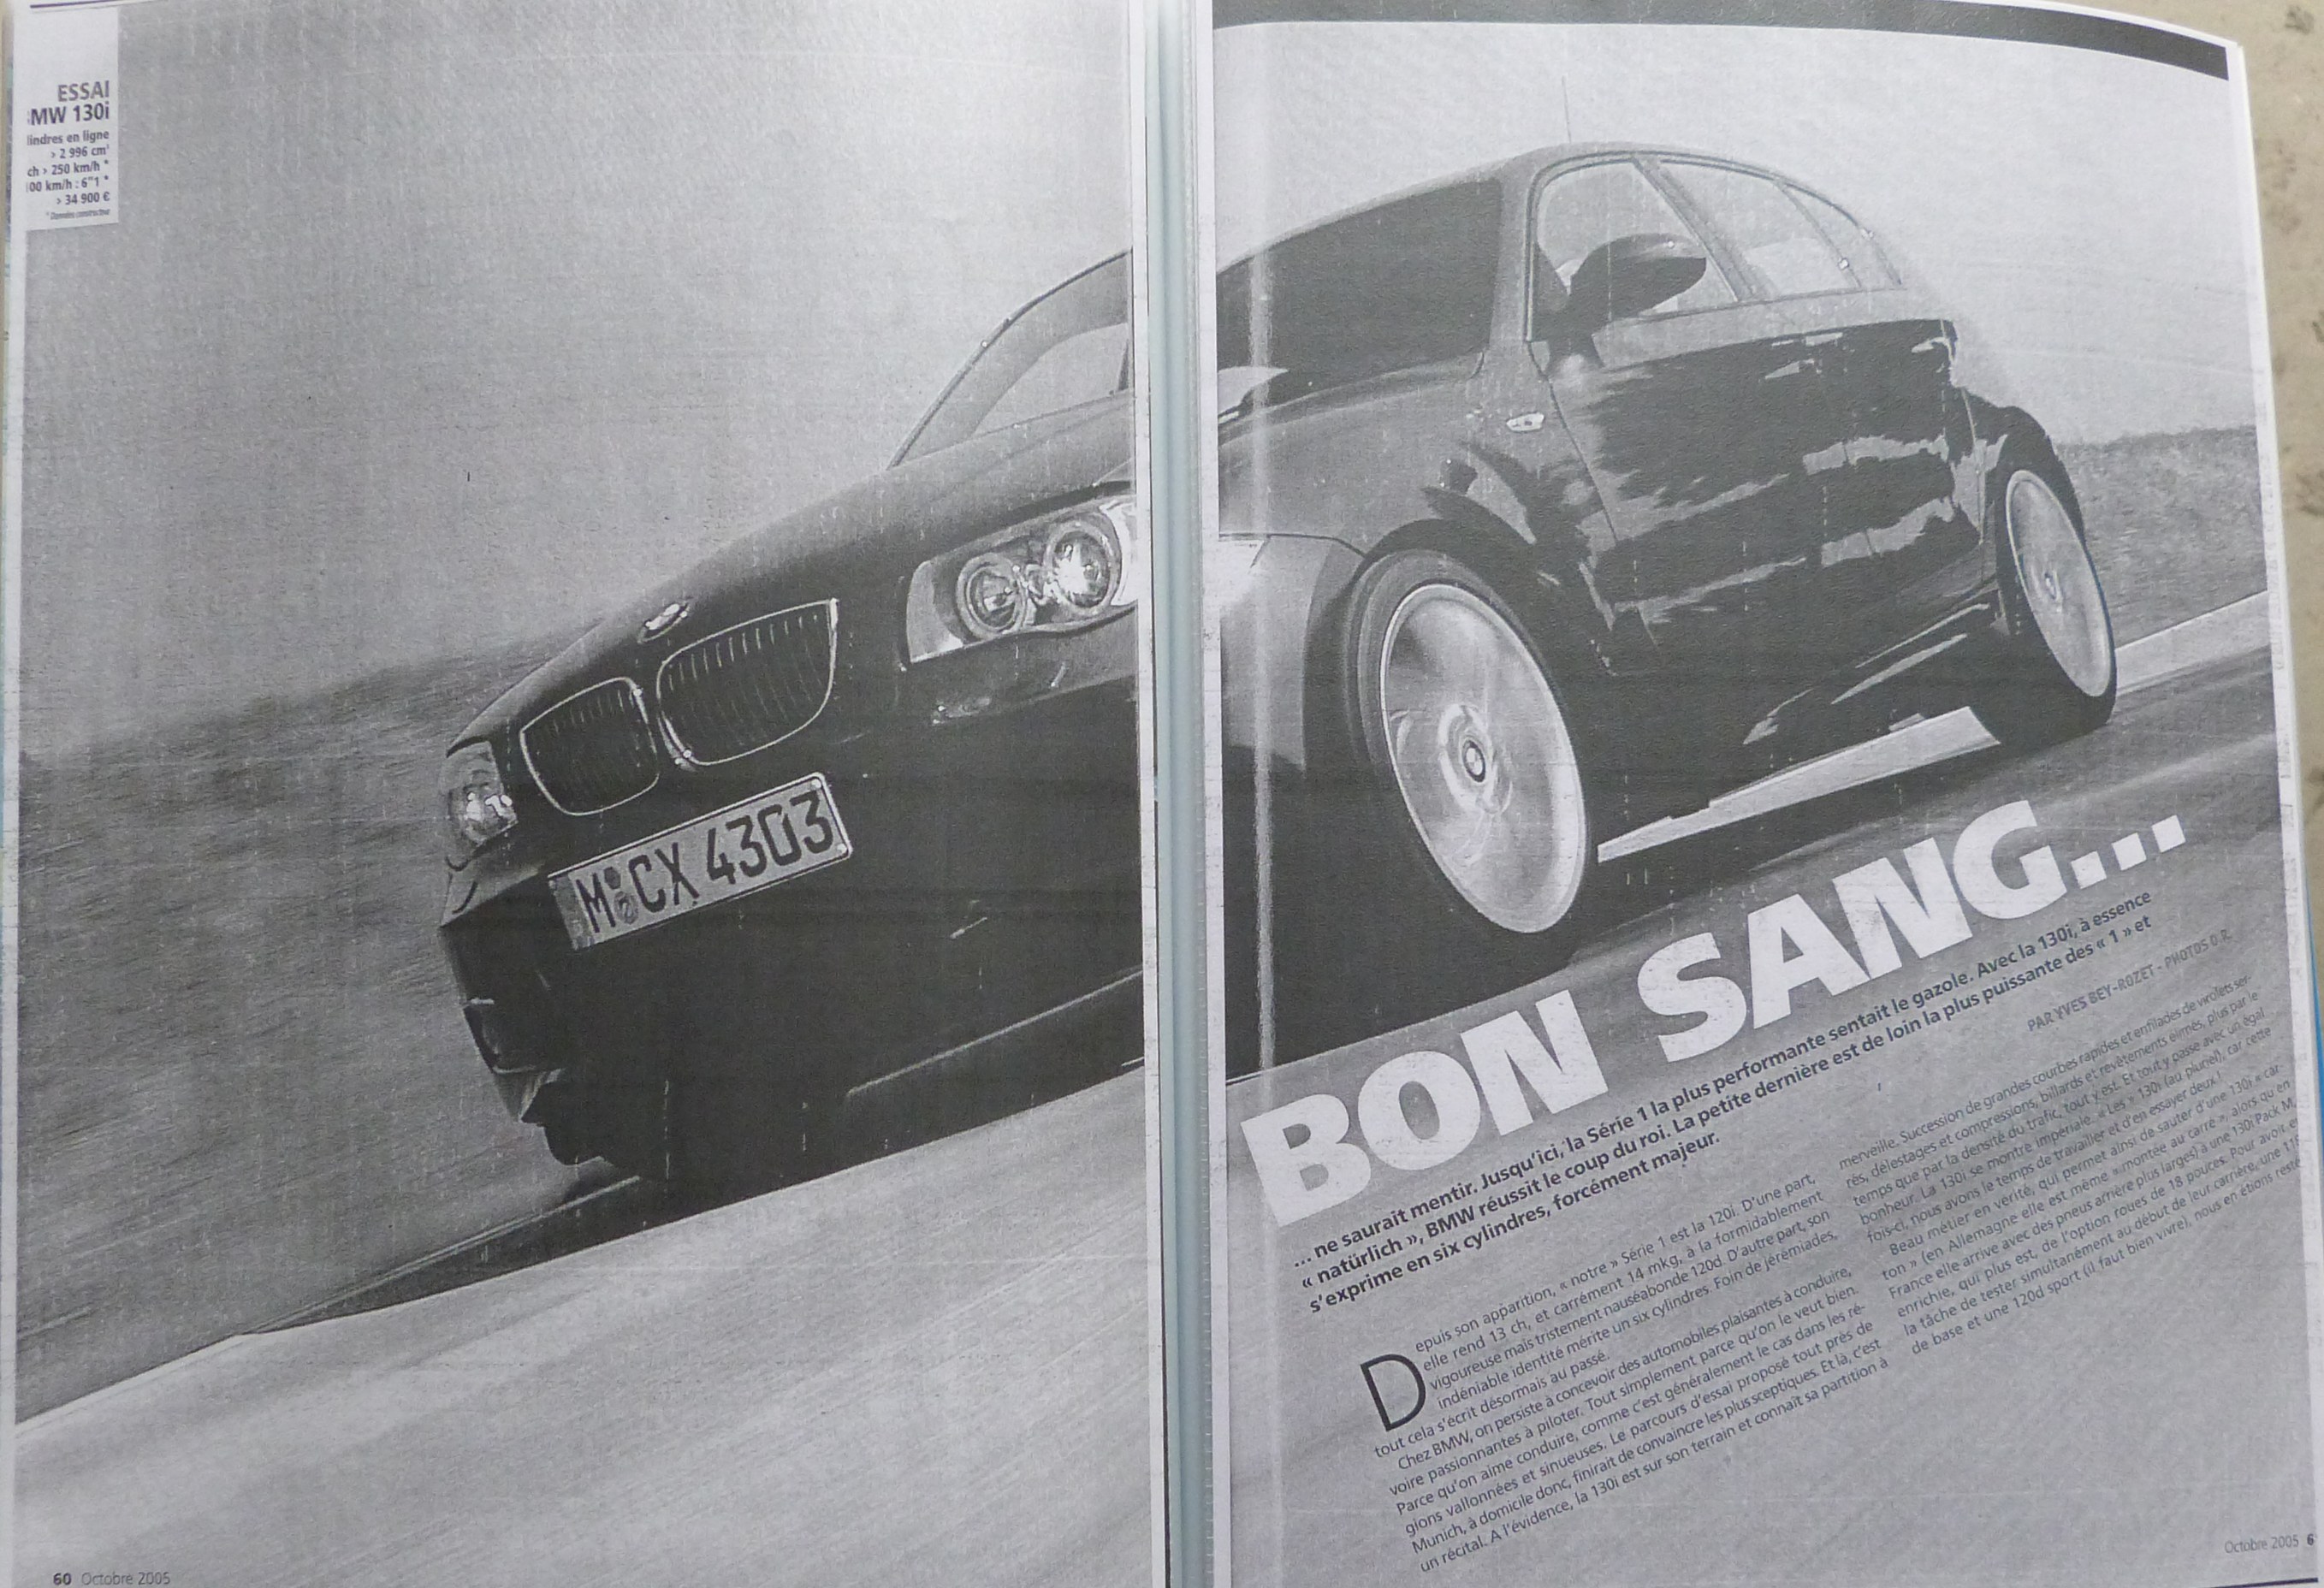 ESSAI
MW 130i
lindres en ligne
> 2 996 cm³
ch > 250 km/h *
00 km/h : 6"1 *
> 34 900 €
* Données constructeur
M CX 4303
60 Octobre 2005
BON SANG...
... ne saurait mentir. Jusqu'ici, la Série 1 la plus performante sentait le gazole. Avec la 130i, à essence
« natürlich », BMW réussit le coup du roi. La petite dernière est de loin la plus puissante des « 1 » et
s'exprime en six cylindres, forcément majeur.
PAR YVES BEY-ROZET - PHOTOS D.R.
Depuis son apparition, « notre » Série 1 est la 120i. D'une part,
elle rend 13 ch, et carrément 14 mkg, à la formidablement
vigoureuse mais tristement nauséabonde 120d. D'autre part, son
indéniable identité mérite un six cylindres. Foin de jérémiades,
tout cela s'écrit désormais au passé.
Chez BMW, on persiste à concevoir des automobiles plaisantes à conduire,
voire passionnantes à piloter. Tout simplement parce qu'on le veut bien.
Parce qu'on aime conduire, comme c'est généralement le cas dans les ré-
gions vallonnées et sinueuses. Le parcours d'essai proposé tout près de
Munich, à domicile donc, finirait de convaincre les plus sceptiques. Et là, c'est
un récital. A l'évidence, la 130i est sur son terrain et connaît sa partition à
merveille. Succession de grandes courbes rapides et enfilades de virolets ser-
rés, délestages et compressions, billards et revêtements élimés, plus par le
temps que par la densité du trafic, tout y est. Et tout y passe avec un égal
bonheur. La 130i se montre impériale. « Les » 130i (au pluriel), car cette
fois-ci, nous avons le temps de travailler et d'en essayer deux !
Beau métier en vérité, qui permet ainsi de sauter d'une 130i « car-
ton » (en Allemagne elle est même « montée au carré », alors qu'en
France elle arrive avec des pneus arrière plus larges) à une 130i Pack M,
enrichie, qui plus est, de l'option roues de 18 pouces. Pour avoir e
la tâche de tester simultanément au début de leur carrière, une 11
de base et une 120d sport (il faut bien vivre), nous en étions resté
Octobre 2005 6